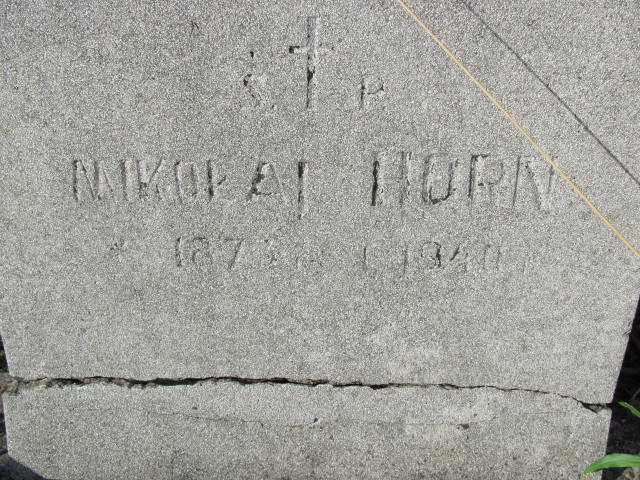 Ś. P.
MIKOŁAJ HORN
* 1873 † 1940